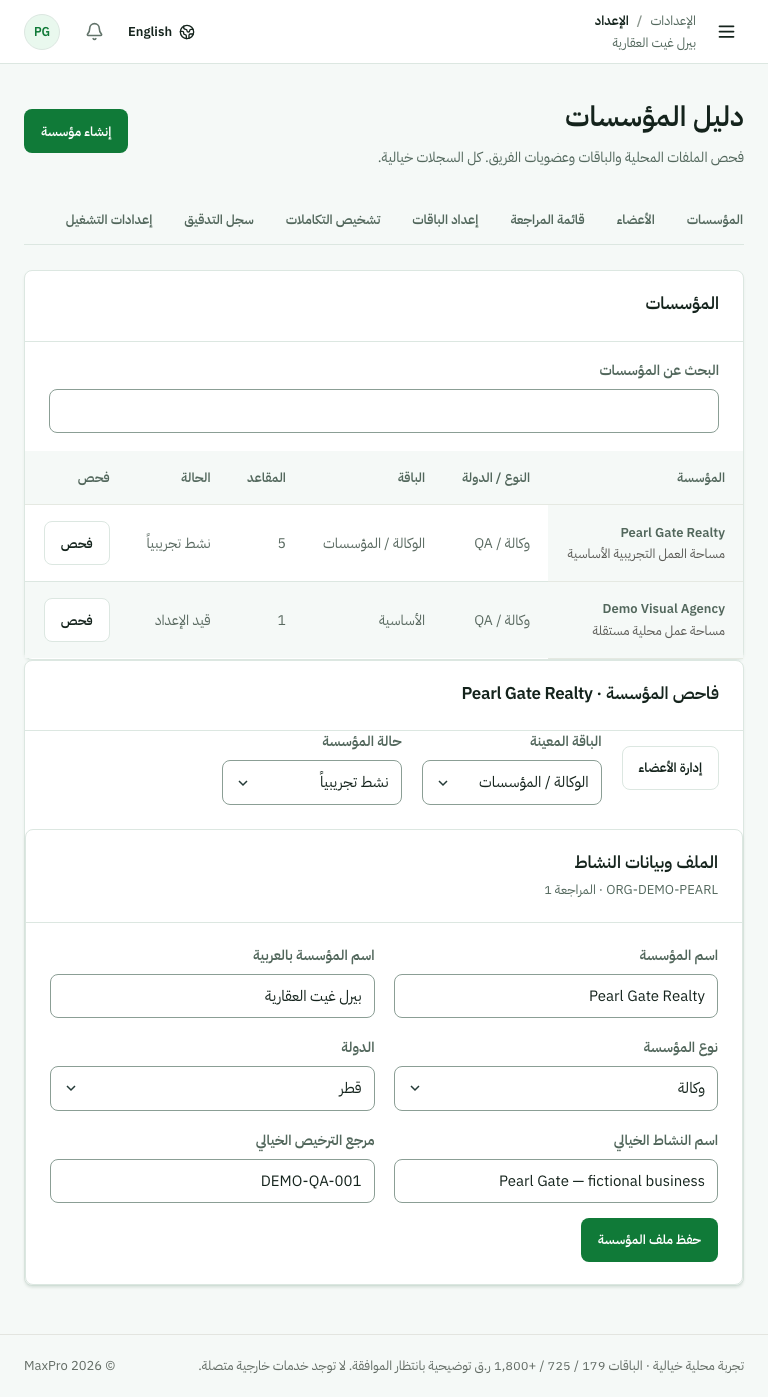 الإعدادات / الإعداد
بيرل غيت العقارية
English
PG
دليل المؤسسات
فحص الملفات المحلية والباقات وعضويات الفريق. كل السجلات خيالية.
إنشاء مؤسسة
المؤسسات الأعضاء قائمة المراجعة إعداد الباقات تشخيص التكاملات سجل التدقيق إعدادات التشغيل
المؤسسات
البحث عن المؤسسات
المؤسسة النوع / الدولة الباقة المقاعد الحالة فحص
Pearl Gate Realty
مساحة العمل التجريبية الأساسية
وكالة / QA الوكالة / المؤسسات 5 نشط تجريبياً فحص
Demo Visual Agency
مساحة عمل محلية مستقلة
وكالة / QA الأساسية 1 قيد الإعداد فحص
فاحص المؤسسة · Pearl Gate Realty
إدارة الأعضاء
الباقة المعينة
الوكالة / المؤسسات
حالة المؤسسة
نشط تجريبياً
الملف وبيانات النشاط
ORG-DEMO-PEARL · المراجعة 1
اسم المؤسسة
Pearl Gate Realty
اسم المؤسسة بالعربية
بيرل غيت العقارية
نوع المؤسسة
وكالة
الدولة
قطر
اسم النشاط الخيالي
Pearl Gate — fictional business
مرجع الترخيص الخيالي
DEMO-QA-001
حفظ ملف المؤسسة
تجربة محلية خيالية · الباقات 179 / 725 / +1,800 ر.ق توضيحية بانتظار الموافقة. لا توجد خدمات خارجية متصلة.
© 2026 MaxPro